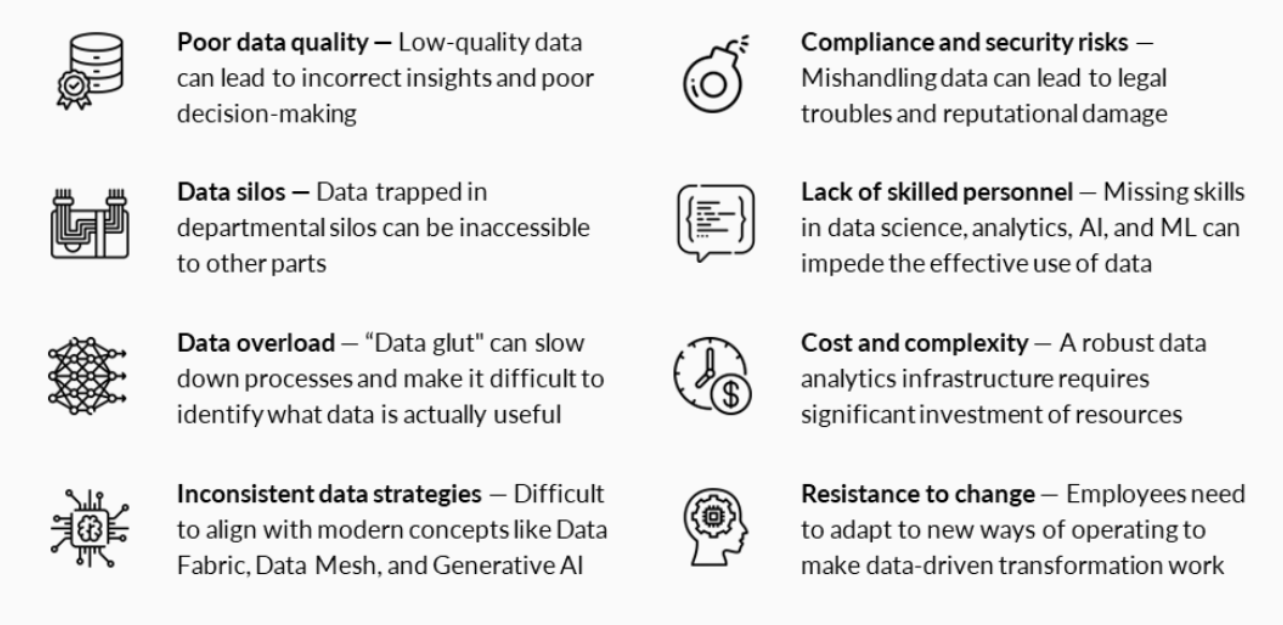 Poor data quality — Low-quality data
can lead to incorrect insights and poor
decision-making
Data silos — Data trapped in
departmental silos can be inaccessible
to other parts
Data overload — “Data glut" can slow
down processes and make it difficult to
identify what data is actually useful
Inconsistent data strategies — Difficult
to align with modern concepts like Data
Fabric, Data Mesh, and Generative AI
Compliance and security risks —
Mishandling data can lead to legal
troubles and reputational damage
Lack of skilled personnel — Missing skills
in data science, analytics, AI, and ML can
impede the effective use of data
Cost and complexity — A robust data
analytics infrastructure requires
significant investment of resources
Resistance to change — Employees need
to adapt to new ways of operating to
make data-driven transformation work
$